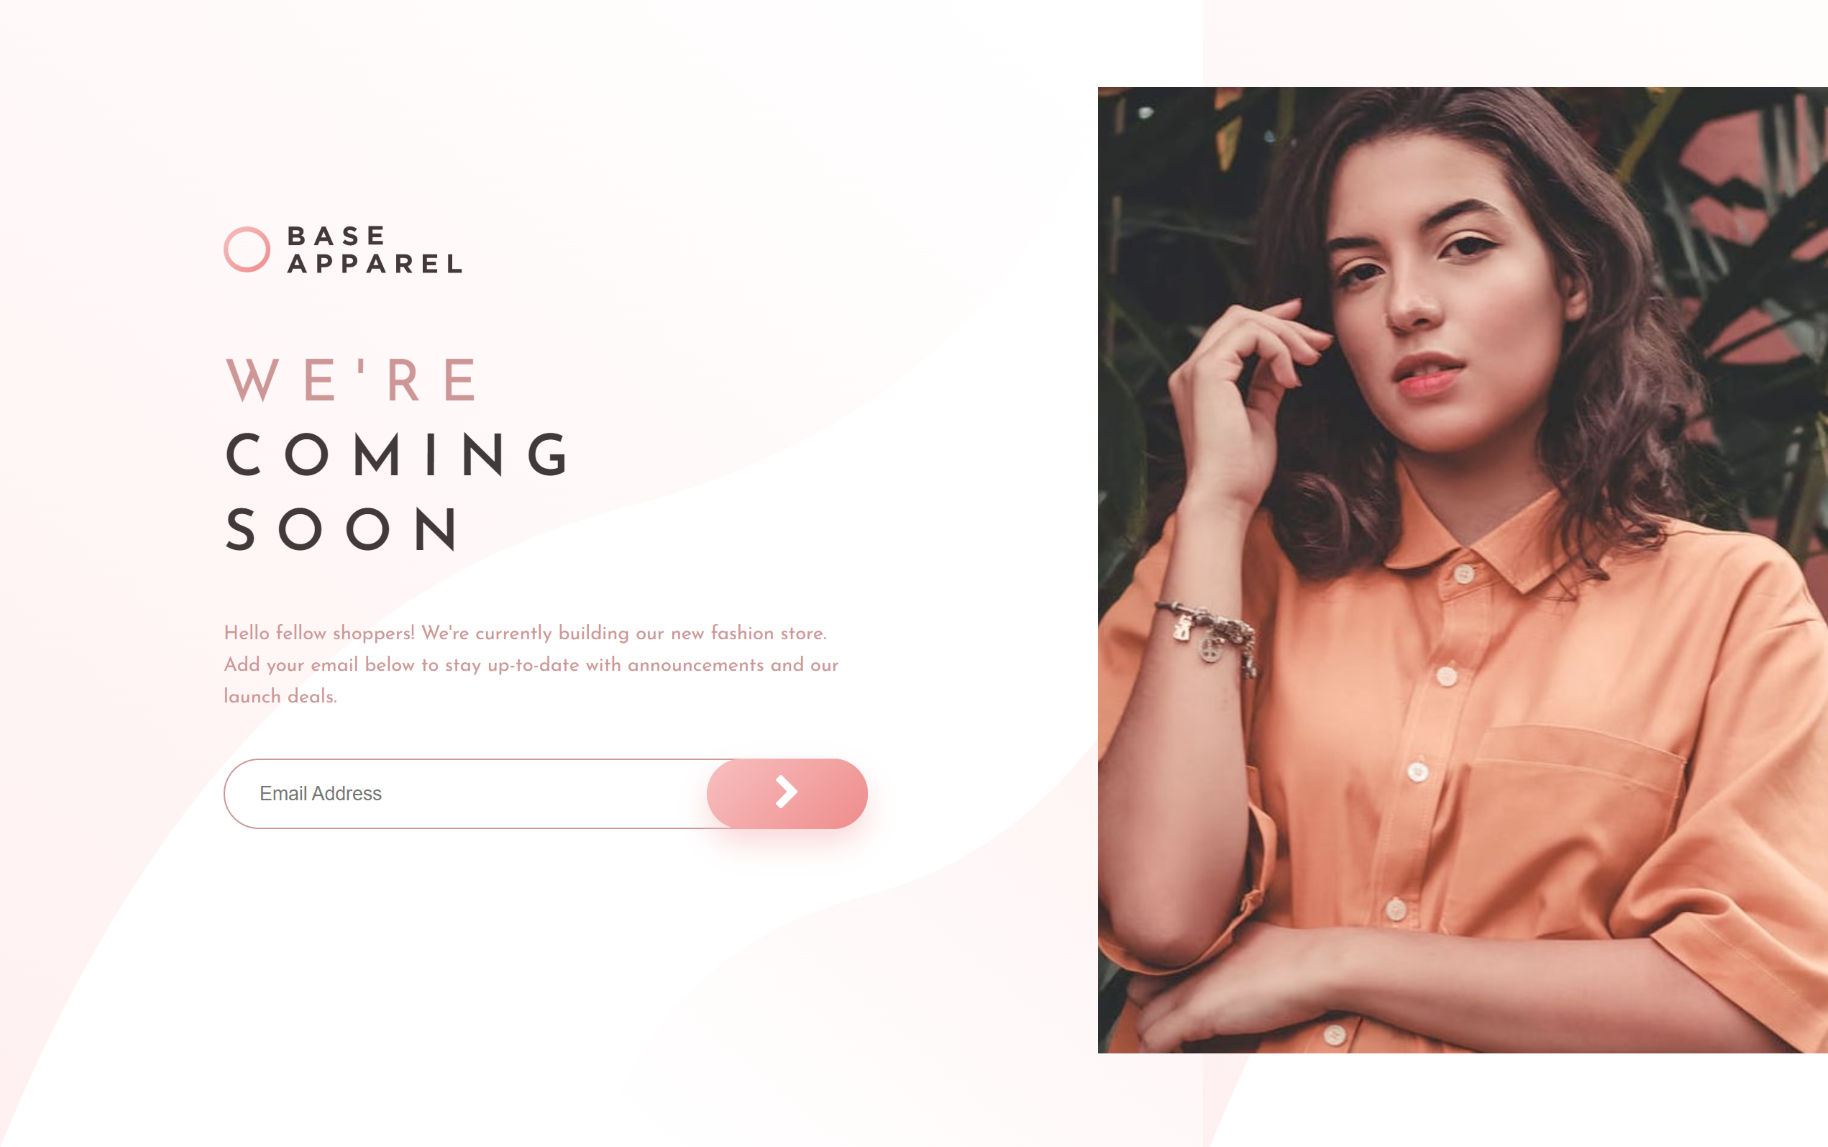 BASE
APPAREL
WE'RE
COMING
SOON
Hello fellow shoppers! We're currently building our new fashion store.
Add your email below to stay up-to-date with announcements and our
launch deals.
Email Address